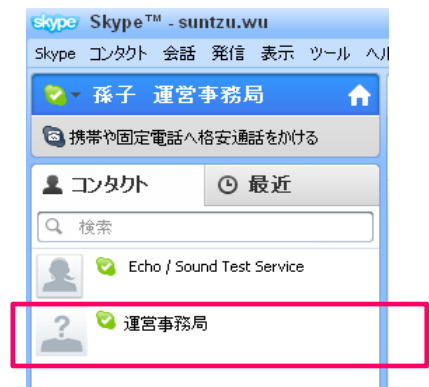 skype Skype™ - suntzu.wu
Skype コンタクト 会話 発信 表示 ツール ヘル
孫子 運営事務局
携帯や固定電話へ格安通話をかける
コンタクト 最近
検索
Echo / Sound Test Service
? 運営事務局